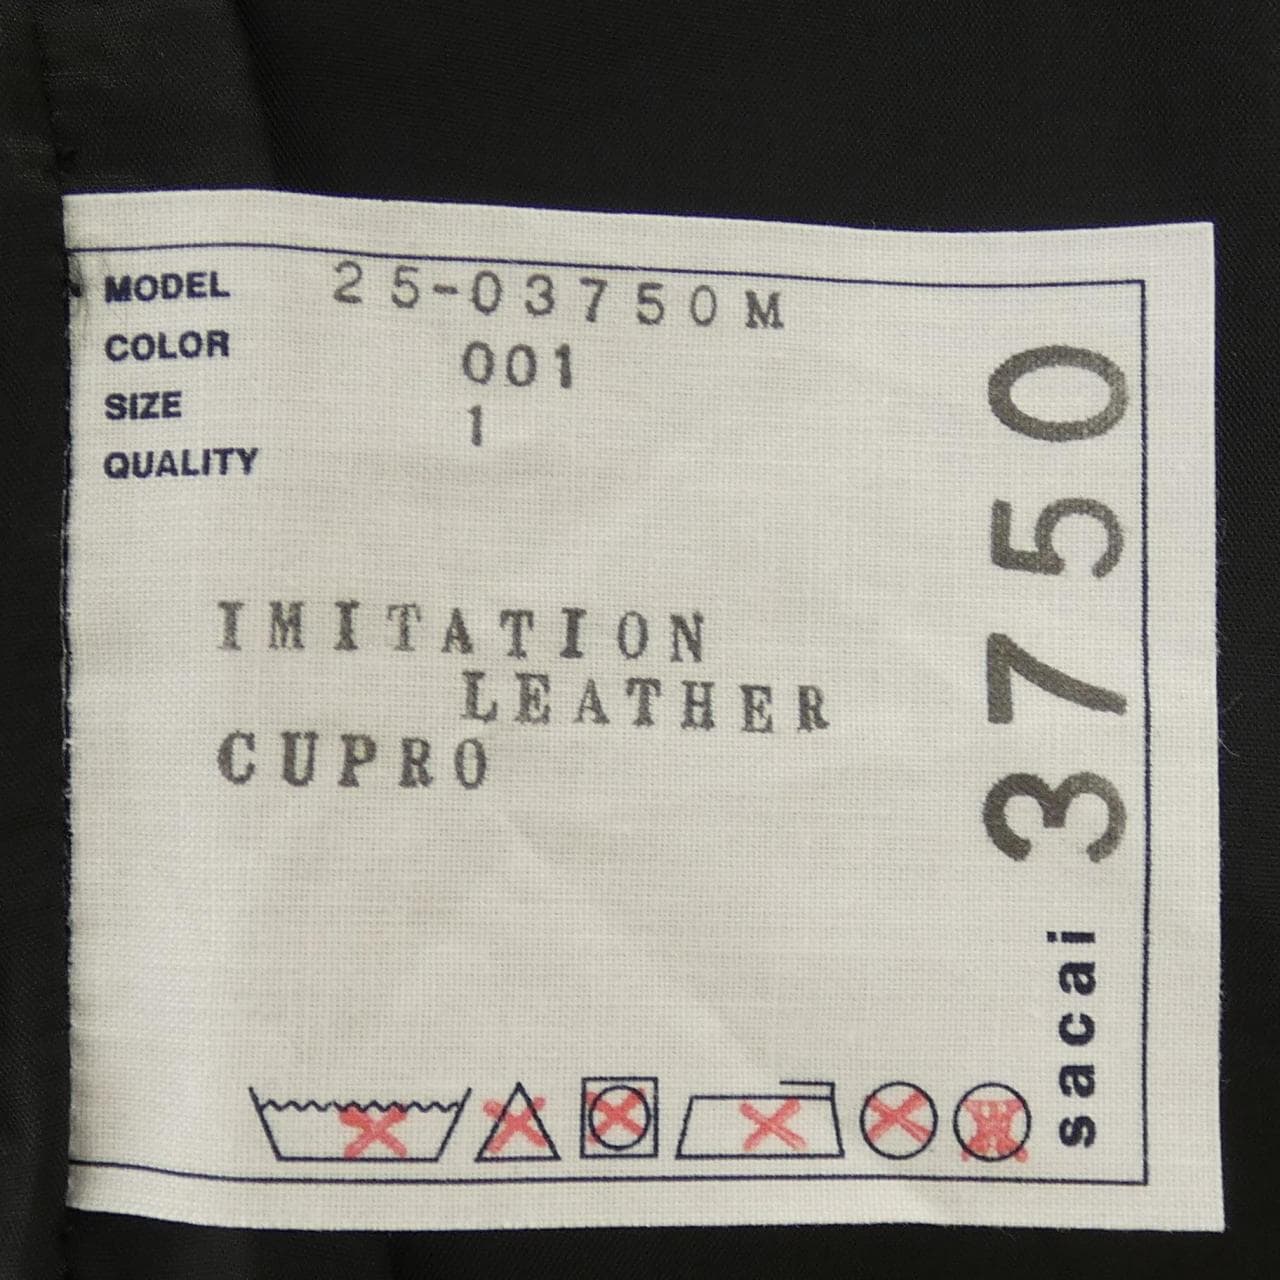 MODEL 25-03750M
COLOR 001
SIZE 1
QUALITY
IMITATION
LEATHER
CUPRO
sacai 3750